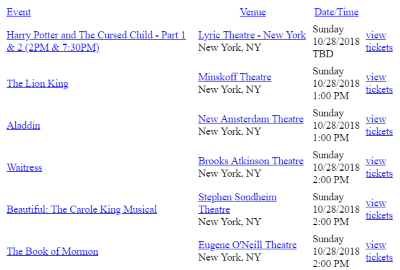 Event Venue Date/Time
Harry Potter and The Cursed Child - Part 1 & 2 (2PM & 7:30PM) Lyric Theatre - New York New York, NY Sunday 10/28/2018 TBD view tickets
The Lion King Minskoff Theatre New York, NY Sunday 10/28/2018 1:00 PM view tickets
Aladdin New Amsterdam Theatre New York, NY Sunday 10/28/2018 1:00 PM view tickets
Waitress Brooks Atkinson Theatre New York, NY Sunday 10/28/2018 2:00 PM view tickets
Beautiful: The Carole King Musical Stephen Sondheim Theatre New York, NY Sunday 10/28/2018 2:00 PM view tickets
The Book of Mormon Eugene O'Neill Theatre New York, NY Sunday 10/28/2018 2:00 PM view tickets